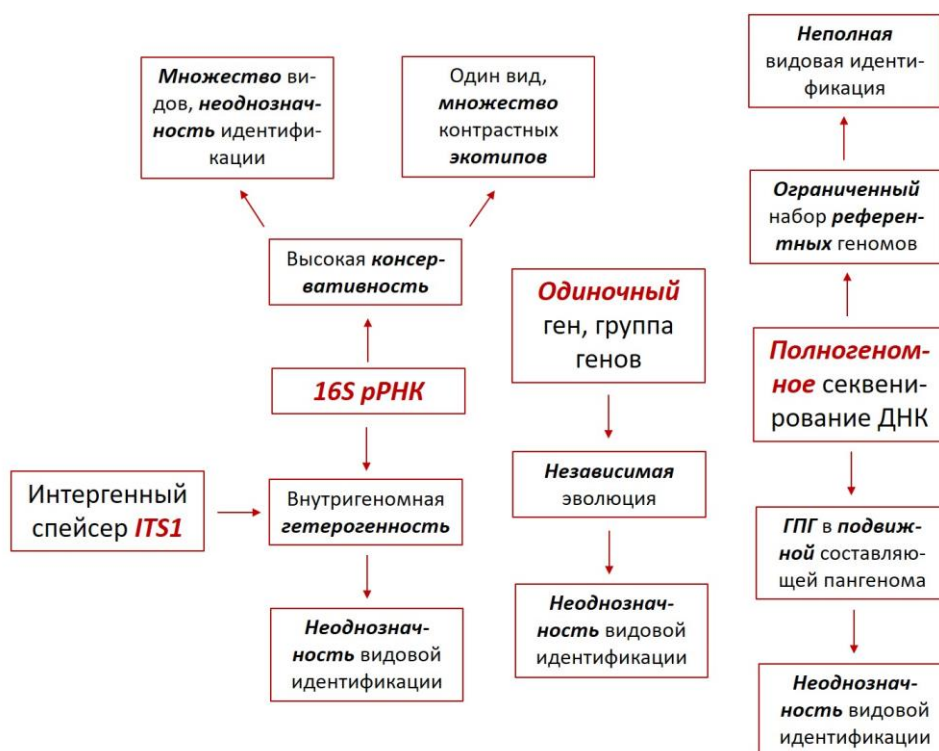 Множество ви-
дов, неоднознач-
ность идентифи-
кации
Один вид,
множество
контрастных
экотипов
Неполная
видовая иденти-
фикация
Ограниченный
набор референ-
тных геномов
Высокая консер-
вативность
Одиночный
ген, группа
генов
Полногеном-
ное секвени-
рование ДНК
16S рРНК
Интергенный
спейсер ITS1
Внутригеномная
гетерогенность
Независимая
эволюция
ГПГ в подвиж-
ной составляю-
щей пангенома
Неоднознач-
ность видовой
идентификации
Неоднознач-
ность видовой
идентификации
Неоднознач-
ность видовой
идентификации